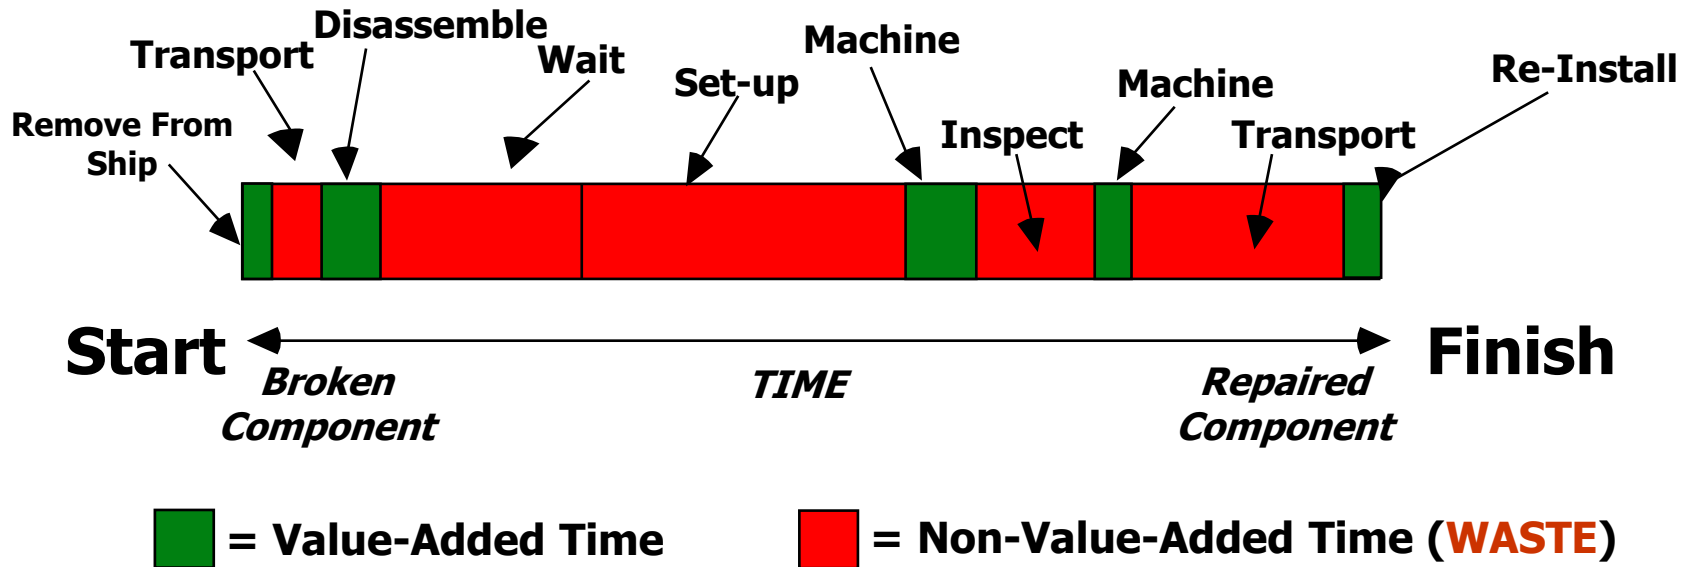 Disassemble
Transport
Wait
Machine
Set-up
Machine
Re-Install
Remove From
Ship
Inspect
Transport
Start
Finish
Broken
Component
TIME
Repaired
Component
= Value-Added Time
= Non-Value-Added Time (WASTE)